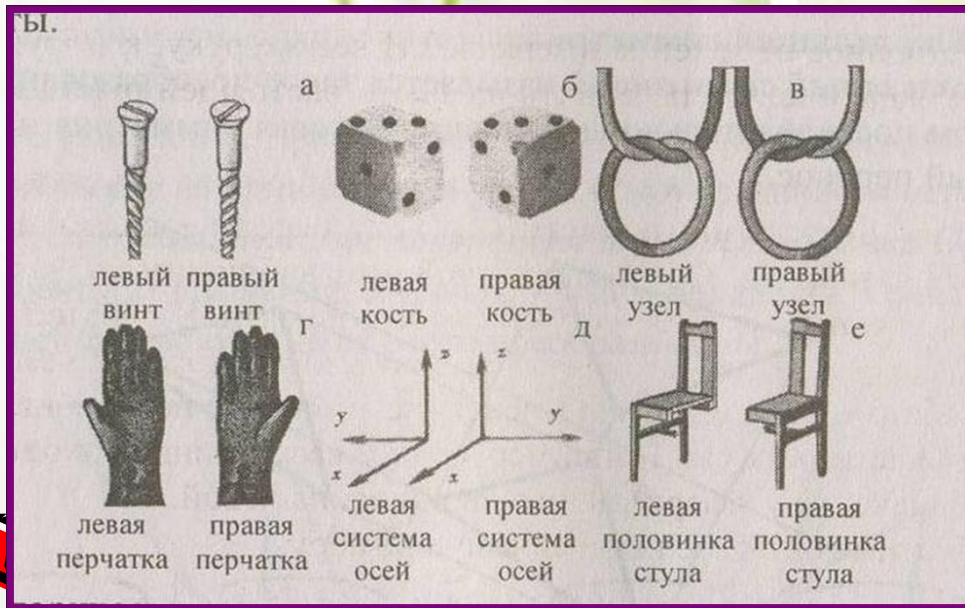 ты.
а
б
в
левый правый
винт винт
левая правая
кость кость
левый правый
узел узел
г
д
е
z z
y y
x x
левая правая
перчатка перчатка
левая правая
система система
осей осей
левая правая
половинка половинка
стула стула